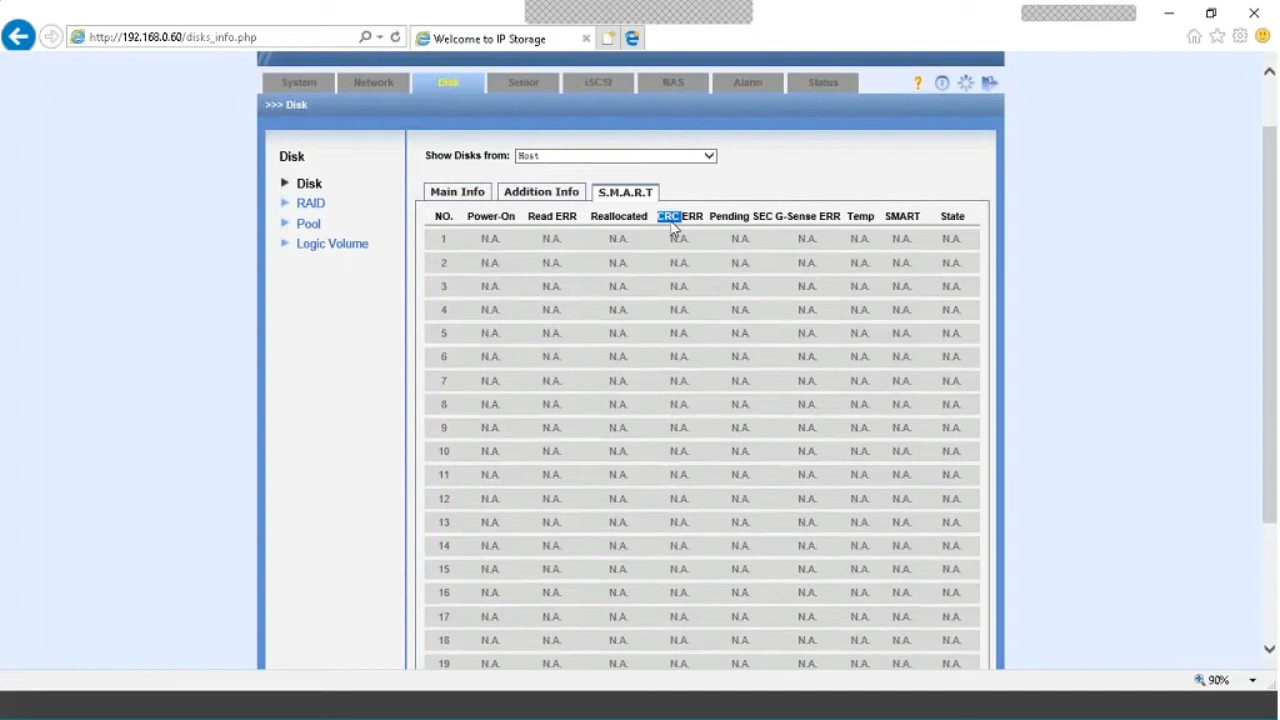 http://192.168.0.60/disks_info.php
Welcome to IP Storage
System Network Disk Senior iSCSI NAS Alarm Status
>>> Disk
Disk
Disk
RAID
Pool
Logic Volume
Show Disks from: Host
Main Info Addition Info S.M.A.R.T
NO. Power-On Read ERR Reallocated CRC ERR Pending SEC G-Sense ERR Temp SMART State
1 N.A. N.A. N.A. N.A. N.A. N.A. N.A. N.A. N.A.
2 N.A. N.A. N.A. N.A. N.A. N.A. N.A. N.A. N.A.
3 N.A. N.A. N.A. N.A. N.A. N.A. N.A. N.A. N.A.
4 N.A. N.A. N.A. N.A. N.A. N.A. N.A. N.A. N.A.
5 N.A. N.A. N.A. N.A. N.A. N.A. N.A. N.A. N.A.
6 N.A. N.A. N.A. N.A. N.A. N.A. N.A. N.A. N.A.
7 N.A. N.A. N.A. N.A. N.A. N.A. N.A. N.A. N.A.
8 N.A. N.A. N.A. N.A. N.A. N.A. N.A. N.A. N.A.
9 N.A. N.A. N.A. N.A. N.A. N.A. N.A. N.A. N.A.
10 N.A. N.A. N.A. N.A. N.A. N.A. N.A. N.A. N.A.
11 N.A. N.A. N.A. N.A. N.A. N.A. N.A. N.A. N.A.
12 N.A. N.A. N.A. N.A. N.A. N.A. N.A. N.A. N.A.
13 N.A. N.A. N.A. N.A. N.A. N.A. N.A. N.A. N.A.
14 N.A. N.A. N.A. N.A. N.A. N.A. N.A. N.A. N.A.
15 N.A. N.A. N.A. N.A. N.A. N.A. N.A. N.A. N.A.
16 N.A. N.A. N.A. N.A. N.A. N.A. N.A. N.A. N.A.
17 N.A. N.A. N.A. N.A. N.A. N.A. N.A. N.A. N.A.
18 N.A. N.A. N.A. N.A. N.A. N.A. N.A. N.A. N.A.
19 N.A. N.A. N.A. N.A. N.A. N.A. N.A. N.A. N.A.
90%